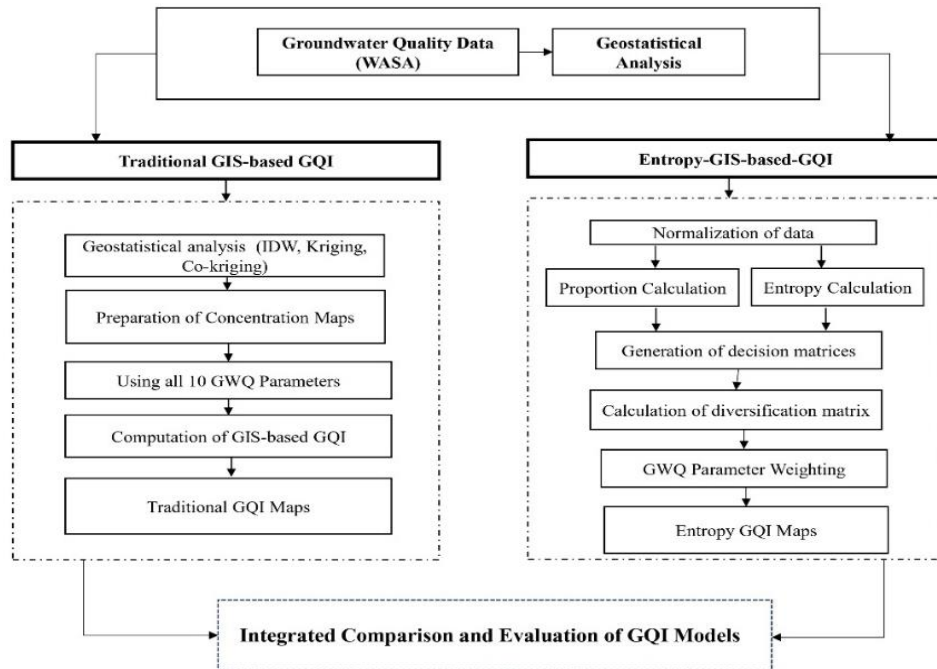 Groundwater Quality Data
(WASA)
Geostatistical
Analysis
Traditional GIS-based GQI
Geostatistical analysis (IDW, Kriging,
Co-kriging)
Preparation of Concentration Maps
Using all 10 GWQ Parameters
Computation of GIS-based GQI
Traditional GQI Maps
Entropy-GIS-based-GQI
Normalization of data
Proportion Calculation
Entropy Calculation
Generation of decision matrices
Calculation of diversification matrix
GWQ Parameter Weighting
Entropy GQI Maps
Integrated Comparison and Evaluation of GQI Models